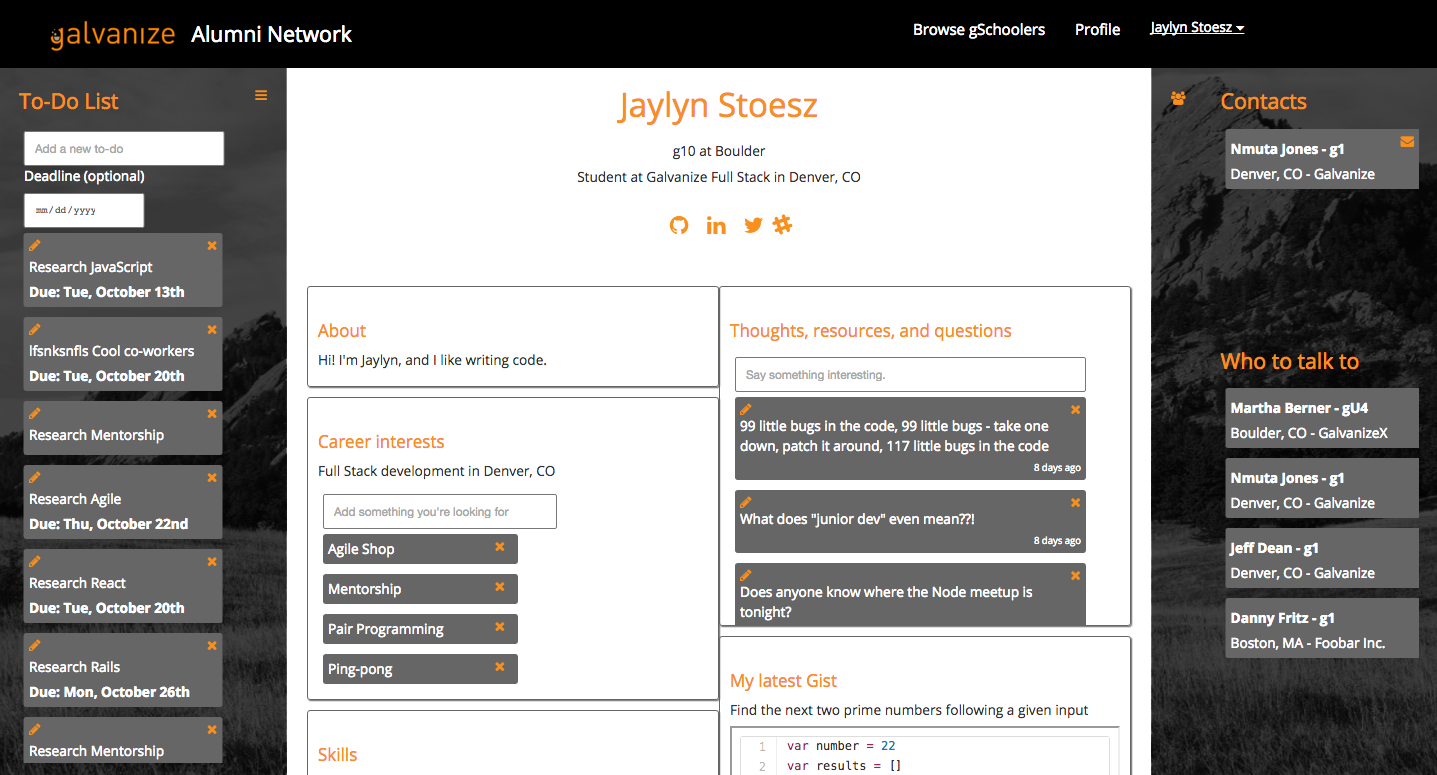 galvanize Alumni Network
Browse gSchoolers
Profile
Jaylyn Stoesz
To-Do List
Add a new to-do
Deadline (optional)
mm/dd/yyyy
Research JavaScript
Due: Tue, October 13th
lfsnksnfls Cool co-workers
Due: Tue, October 20th
Research Mentorship
Research Agile
Due: Thu, October 22nd
Research React
Due: Tue, October 20th
Research Rails
Due: Mon, October 26th
Research Mentorship
Jaylyn Stoesz
g10 at Boulder
Student at Galvanize Full Stack in Denver, CO
About
Hi! I'm Jaylyn, and I like writing code.
Career interests
Full Stack development in Denver, CO
Add something you're looking for
Agile Shop
Mentorship
Pair Programming
Ping-pong
Skills
Thoughts, resources, and questions
Say something interesting.
99 little bugs in the code, 99 little bugs - take one
down, patch it around, 117 little bugs in the code
8 days ago
What does "junior dev" even mean??!
8 days ago
Does anyone know where the Node meetup is
tonight?
My latest Gist
Find the next two prime numbers following a given input
1 var number = 22
2 var results = []
Contacts
Nmuta Jones - g1
Denver, CO - Galvanize
Who to talk to
Martha Berner - gU4
Boulder, CO - GalvanizeX
Nmuta Jones - g1
Denver, CO - Galvanize
Jeff Dean - g1
Denver, CO - Galvanize
Danny Fritz - g1
Boston, MA - Foobar Inc.